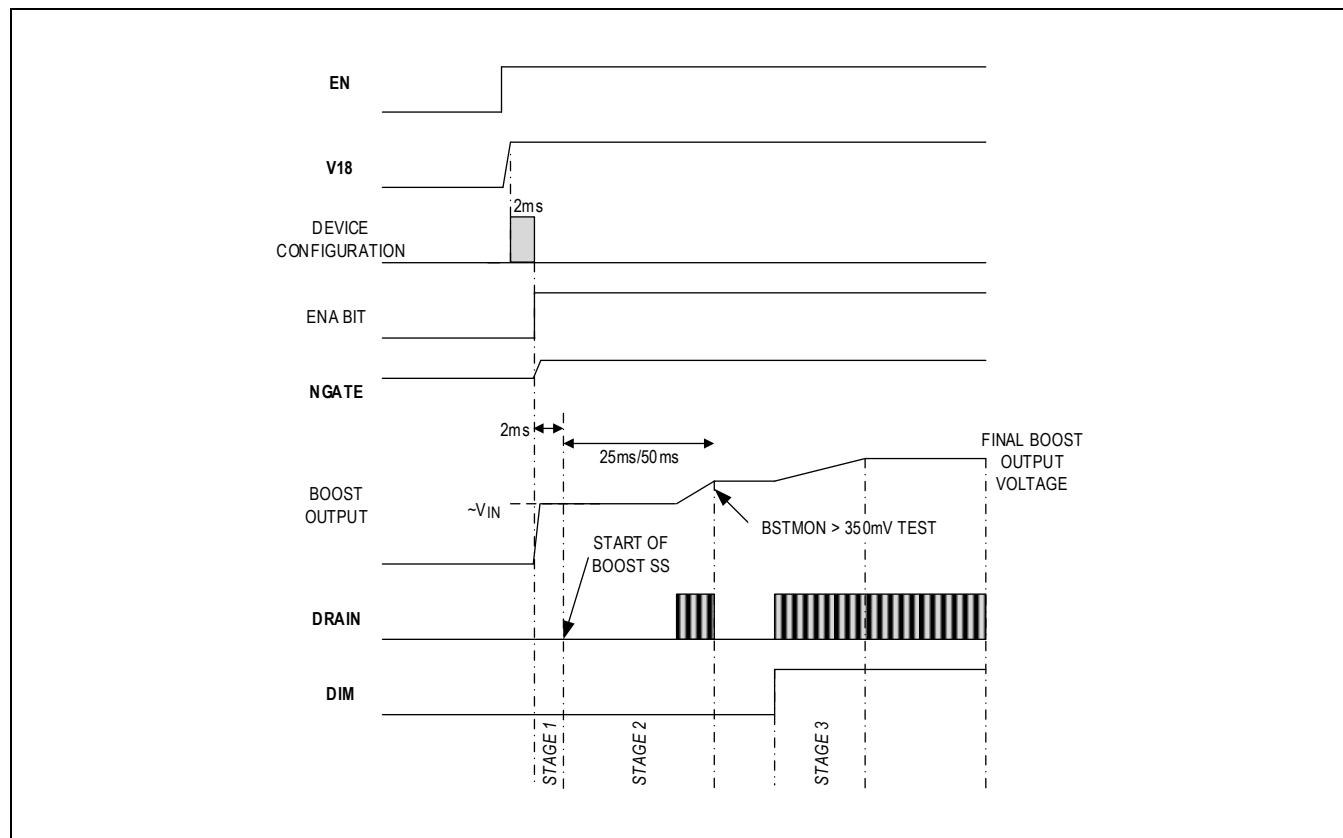 EN
V18
2ms
DEVICE
CONFIGURATION
ENA BIT
NGATE
2ms
25ms/50ms
FINAL BOOST
OUTPUT
VOLTAGE
BOOST
OUTPUT
~VIN
BSTMON > 350mV TEST
START OF
BOOST SS
DRAIN
DIM
STAGE 1
STAGE 2
STAGE 3